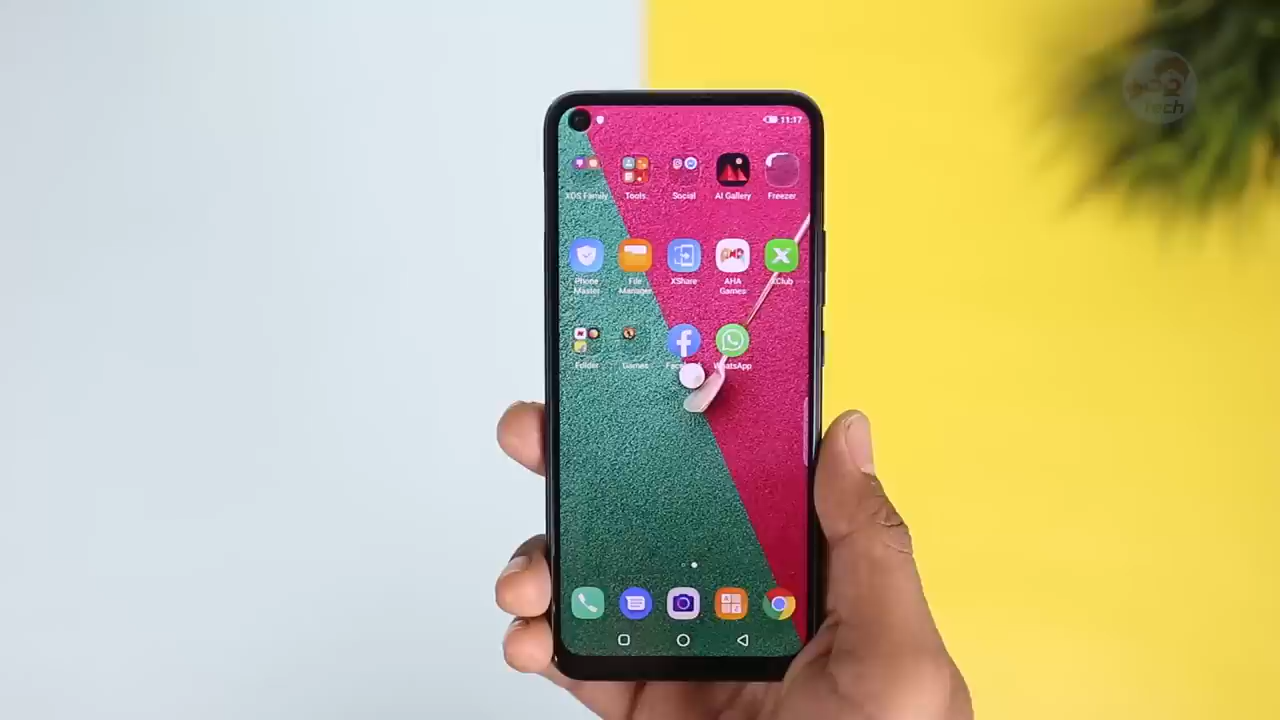 11:17
XOS Family
Tools
Social
AI Gallery
Freezer
Phone
Master
File
Manager
XShare
AHA
Games
XClub
Folder
Games
Facebook
WhatsApp
Tech